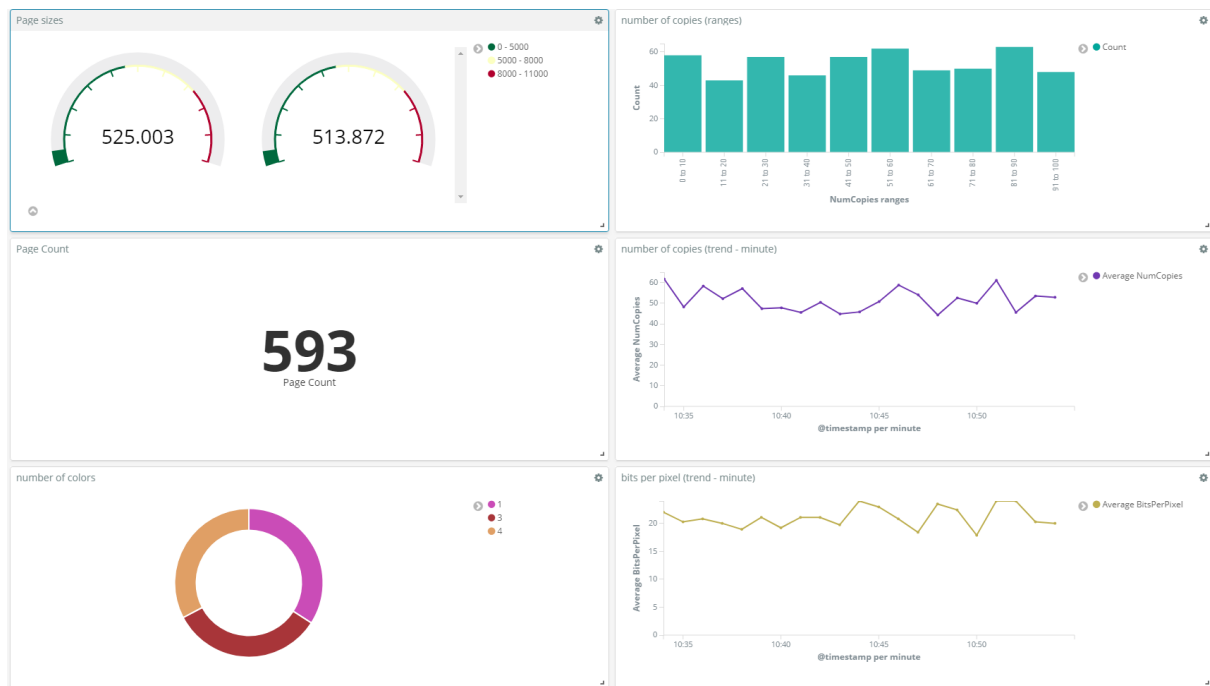 Page sizes
525.003
513.872
0 - 5000
5000 - 8000
8000 - 11000
number of copies (ranges)
60
40
20
0
Count
0 to 10
11 to 20
21 to 30
31 to 40
41 to 50
51 to 60
61 to 70
71 to 80
81 to 90
91 to 100
NumCopies ranges
Count
Page Count
593
Page Count
number of copies (trend - minute)
60
50
40
30
20
10
0
Average NumCopies
10:35
10:40
10:45
10:50
@timestamp per minute
Average NumCopies
number of colors
1
3
4
bits per pixel (trend - minute)
20
15
10
5
0
Average BitsPerPixel
10:35
10:40
10:45
10:50
@timestamp per minute
Average BitsPerPixel